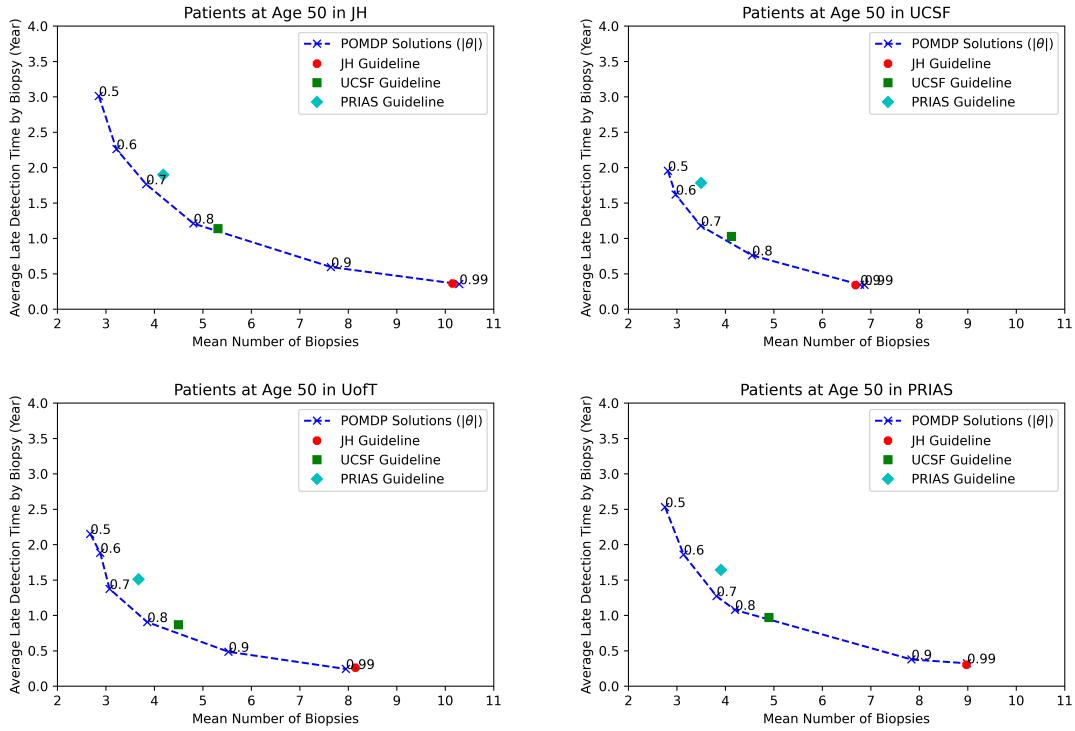 Patients at Age 50 in JH
Average Late Detection Time by Biopsy (Year)
4.0
3.5
3.0
2.5
2.0
1.5
1.0
0.5
0.0
POMDP Solutions (|θ|)
JH Guideline
UCSF Guideline
PRIAS Guideline
0.5
0.6
0.7
0.8
0.9
0.99
2 3 4 5 6 7 8 9 10 11
Mean Number of Biopsies
Patients at Age 50 in UCSF
Average Late Detection Time by Biopsy (Year)
4.0
3.5
3.0
2.5
2.0
1.5
1.0
0.5
0.0
POMDP Solutions (|θ|)
JH Guideline
UCSF Guideline
PRIAS Guideline
0.5
0.6
0.7
0.8
0.9
0.99
2 3 4 5 6 7 8 9 10 11
Mean Number of Biopsies
Patients at Age 50 in UofT
Average Late Detection Time by Biopsy (Year)
4.0
3.5
3.0
2.5
2.0
1.5
1.0
0.5
0.0
POMDP Solutions (|θ|)
JH Guideline
UCSF Guideline
PRIAS Guideline
0.5
0.6
0.7
0.8
0.9
0.99
2 3 4 5 6 7 8 9 10 11
Mean Number of Biopsies
Patients at Age 50 in PRIAS
Average Late Detection Time by Biopsy (Year)
4.0
3.5
3.0
2.5
2.0
1.5
1.0
0.5
0.0
POMDP Solutions (|θ|)
JH Guideline
UCSF Guideline
PRIAS Guideline
0.5
0.6
0.7
0.8
0.9
0.99
2 3 4 5 6 7 8 9 10 11
Mean Number of Biopsies